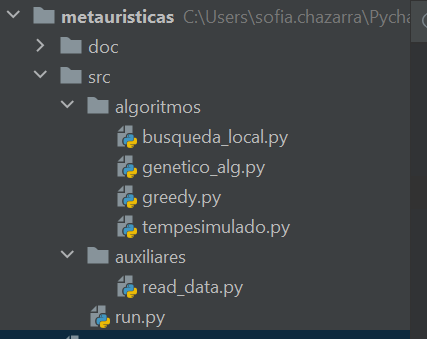 metauristicas C:\Users\sofia.chazarra\Pycha
doc
src
algoritmos
busqueda_local.py
genetico_alg.py
greedy.py
tempesimulado.py
auxiliares
read_data.py
run.py